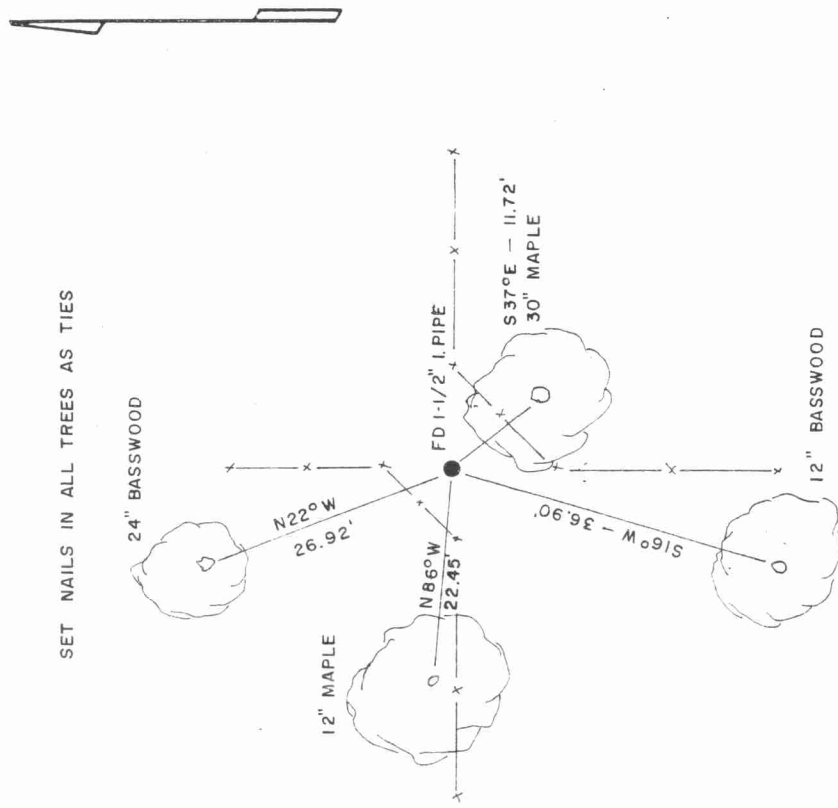 SET NAILS IN ALL TREES AS TIES
24" BASSWOOD
N22°W
26.92'
12" MAPLE
N86°W
22.45'
FD 1-1/2" I.PIPE
S37°E — 11.72'
30" MAPLE
S16°W — 36.90'
12" BASSWOOD